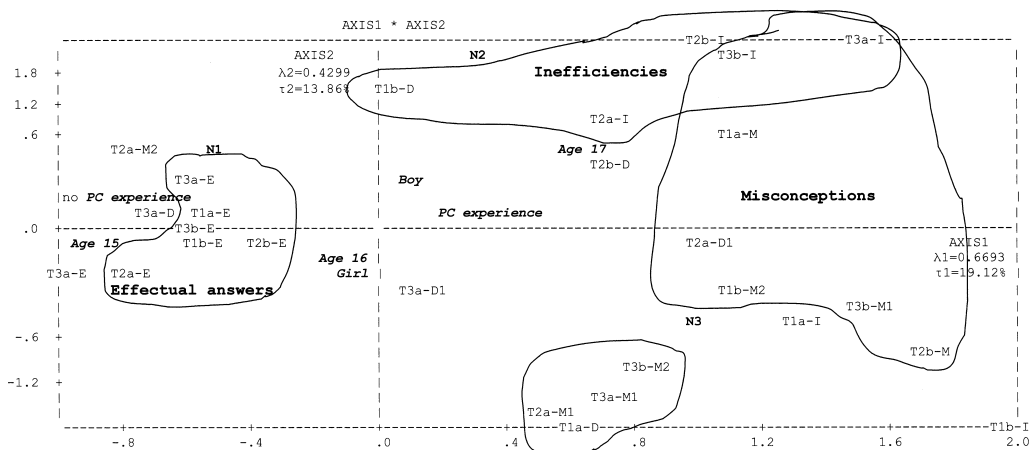 AXIS1 * AXIS2
T2b-I T3a-I
AXIS2 N2 T3b-I
λ2=0.4299 Inefficiencies
1.8
τ2=13.86%
T1b-D
1.2
T2a-I
.6 T1a-M
T2a-M2 N1 Age 17
T2b-D
T3a-E Boy
no PC experience Misconceptions
T3a-D T1a-E PC experience
.0 T3b-E
Age 15 T1b-E T2b-E T2a-D1 AXIS1
Age 16 λ1=0.6693
T3a-E T2a-E Girl τ1=19.12%
Effectual answers T3a-D1 T1b-M2
T3b-M1
N3 T1a-I
-.6
T2b-M
T3b-M2
-1.2
T3a-M1
T2a-M1
T1a-D T1b-I
-.8 -.4 .0 .4 .8 1.2 1.6 2.0